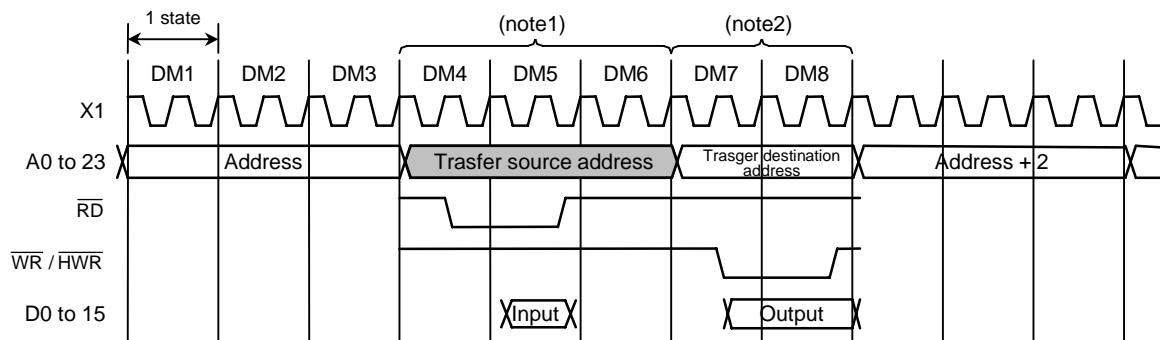 1 state
(note1)
(note2)
DM1 DM2 DM3 DM4 DM5 DM6 DM7 DM8
X1
A0 to 23
Address
Trasfer source address
Trasger destination
address
Address + 2
RD
WR / HWR
D0 to 15
Input
Output